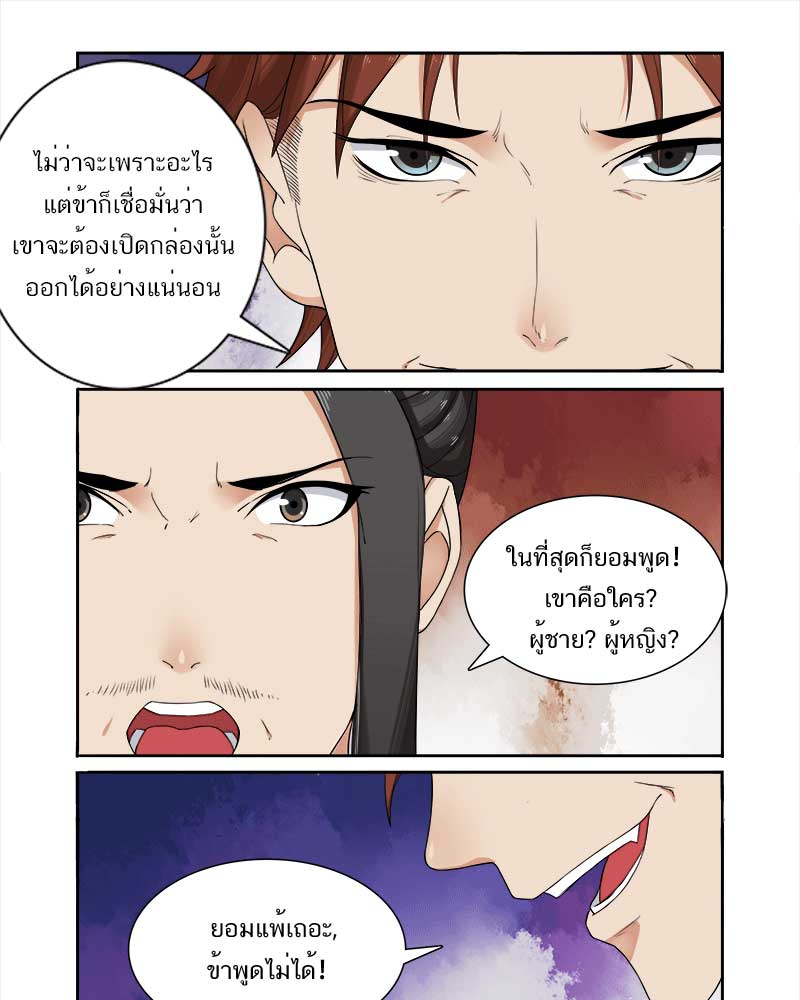 ไม่ว่าจะเพราะอะไร
แต่ข้าก็เชื่อมั่นว่า
เขาจะต้องเปิดกล่องนั้น
ออกได้อย่างแน่นอน
ในที่สุดก็ยอมพูด!
เขาคือใคร?
ผู้ชาย? ผู้หญิง?
ยอมแพ้เถอะ,
ข้าพูดไม่ได้!